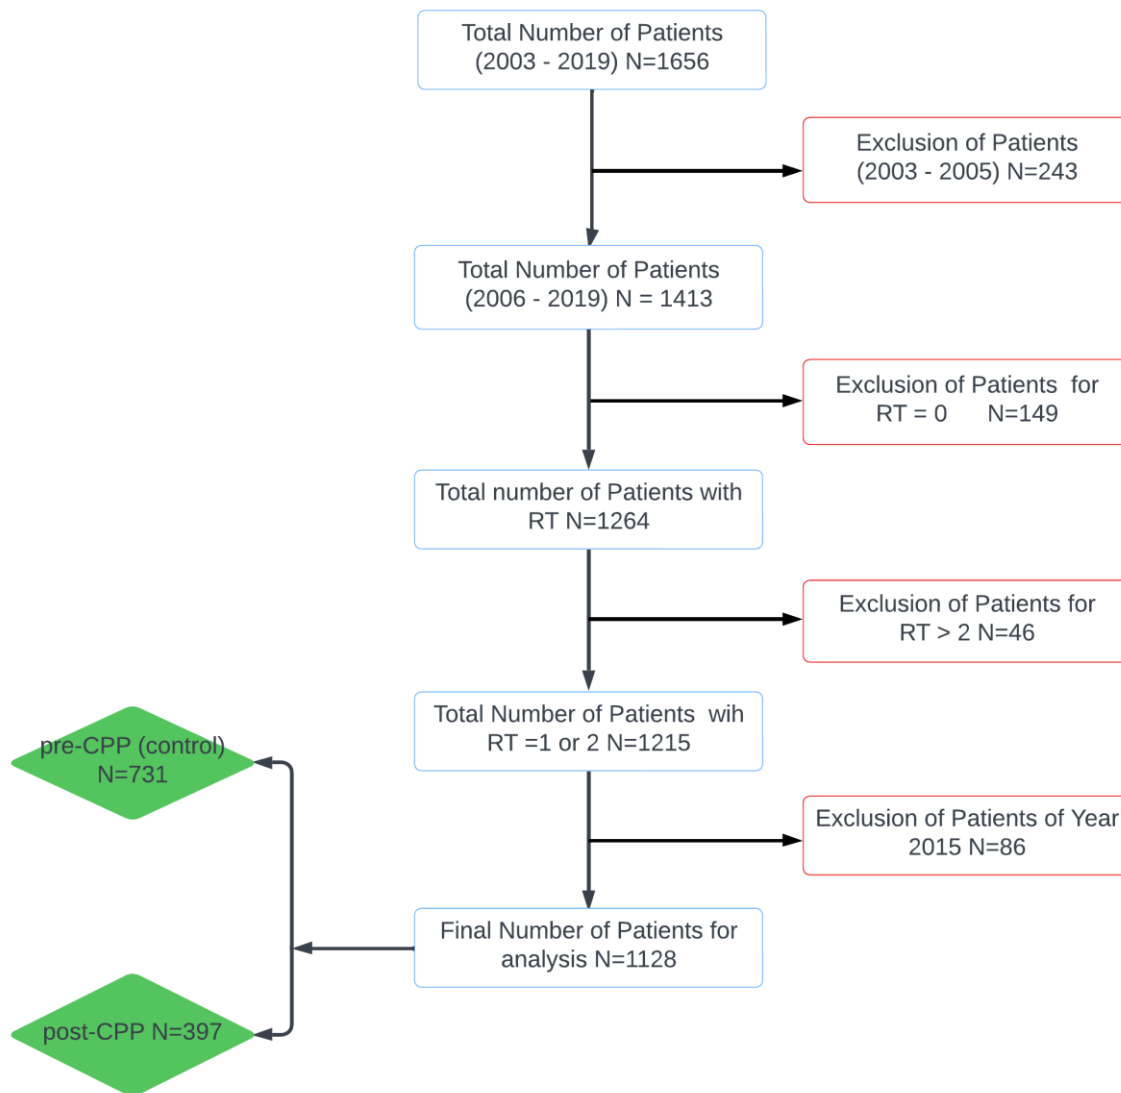 Total Number of Patients
(2003 - 2019) N=1656
Exclusion of Patients
(2003 - 2005) N=243
Total Number of Patients
(2006 - 2019) N = 1413
Exclusion of Patients  for
RT = 0      N=149
Total number of Patients with
RT N=1264
Exclusion of Patients for
RT > 2 N=46
Total Number of Patients  wih
RT =1 or 2 N=1215
pre-CPP (control)
N=731
Exclusion of Patients of Year
2015 N=86
Final Number of Patients for
analysis N=1128
post-CPP N=397